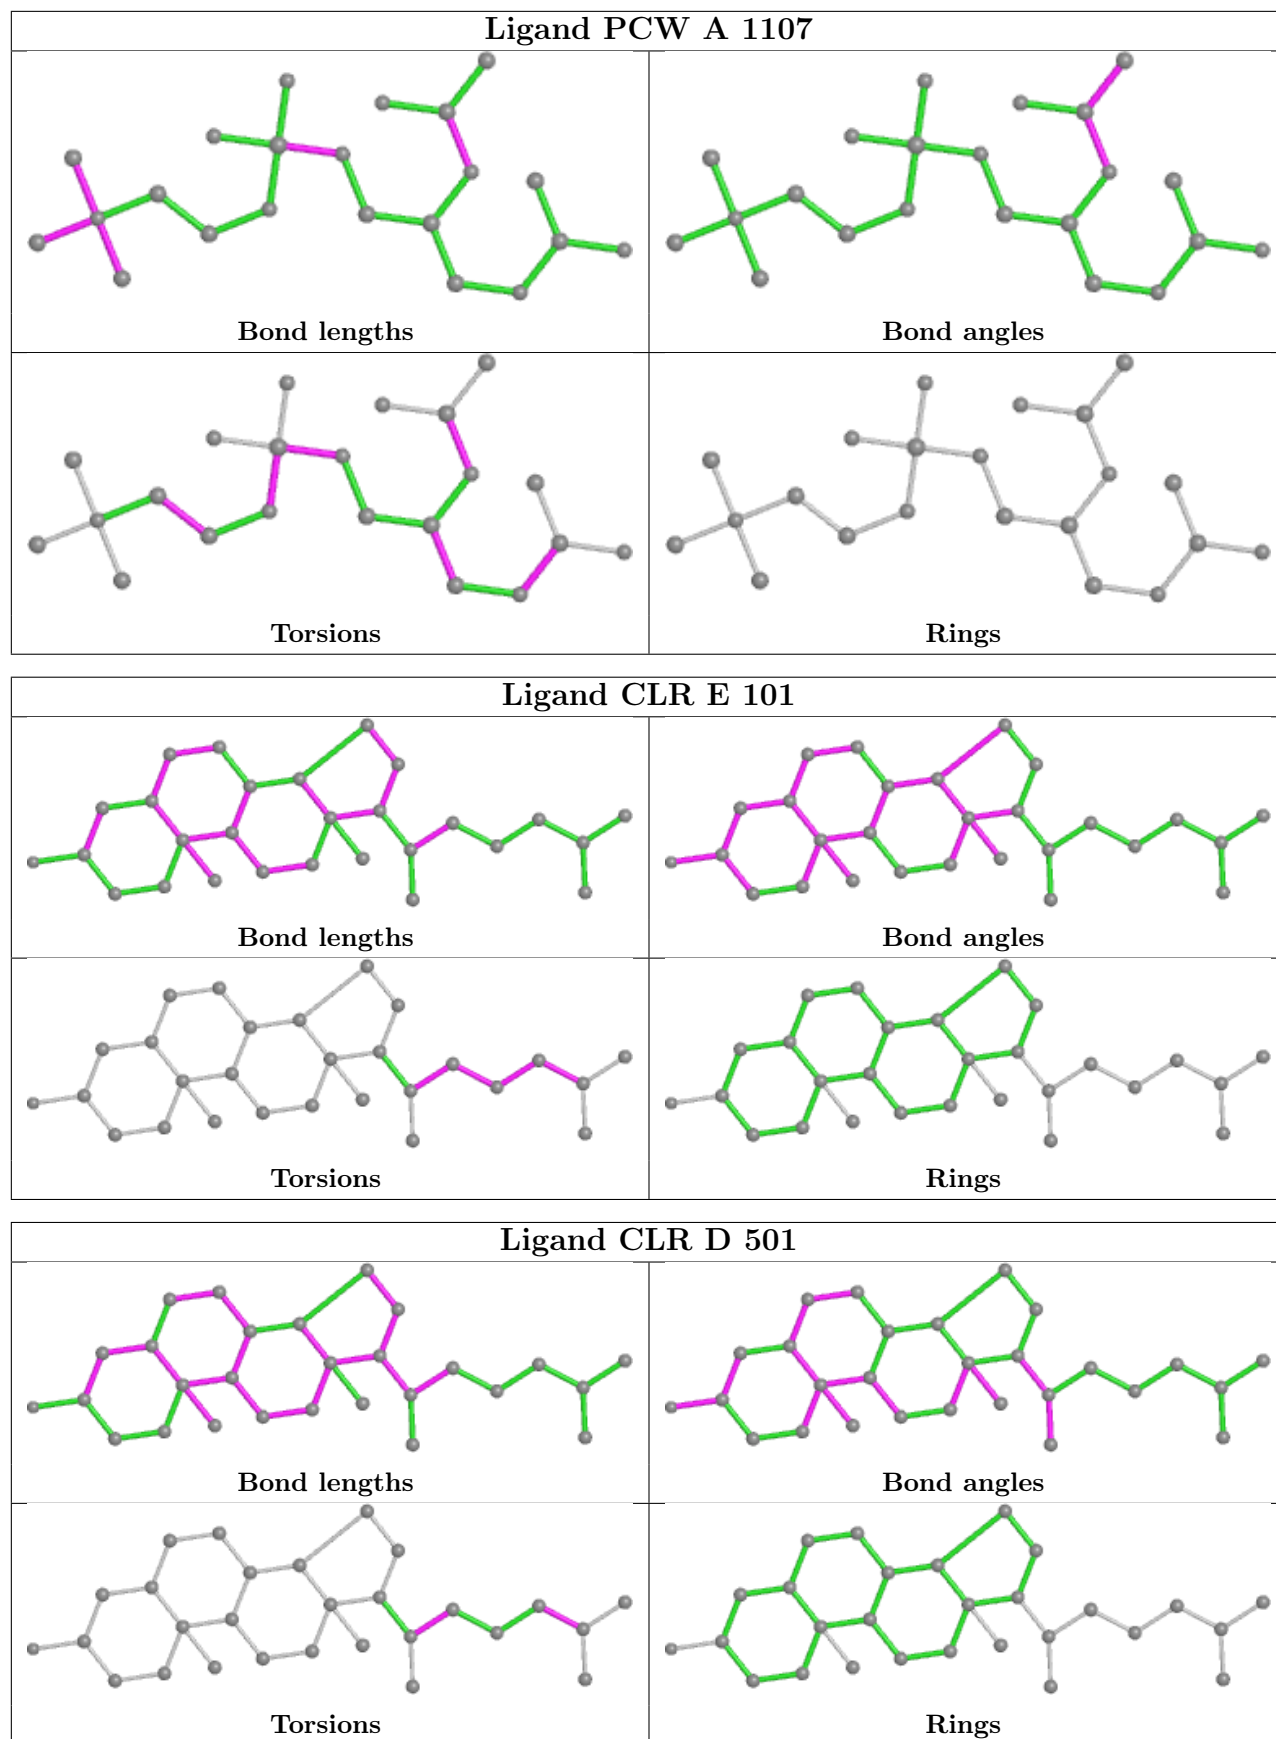 Ligand PCW A 1107
Bond lengths
Bond angles
Torsions
Rings
Ligand CLR E 101
Bond lengths
Bond angles
Torsions
Rings
Ligand CLR D 501
Bond lengths
Bond angles
Torsions
Rings